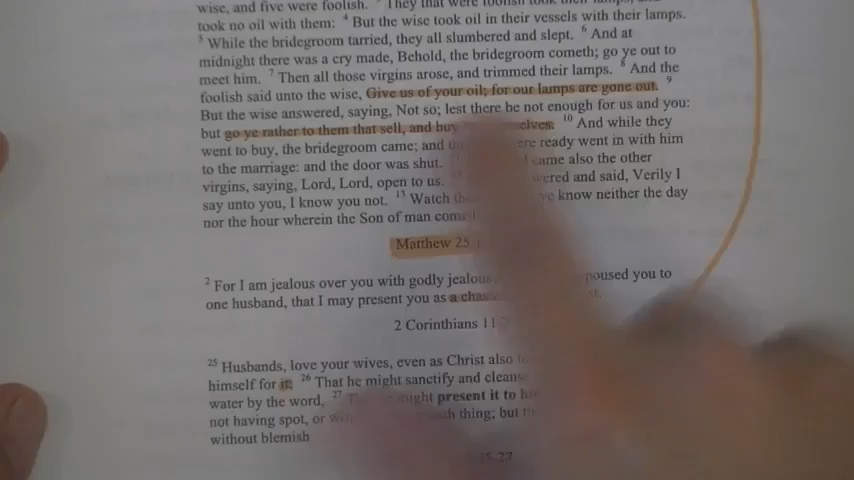 wise, and five were foolish. ³ They that were foolish took their lamps, and
took no oil with them: ⁴ But the wise took oil in their vessels with their lamps.
⁵ While the bridegroom tarried, they all slumbered and slept. ⁶ And at
midnight there was a cry made, Behold, the bridegroom cometh; go ye out to
meet him. ⁷ Then all those virgins arose, and trimmed their lamps. ⁸ And the
foolish said unto the wise, Give us of your oil; for our lamps are gone out. ⁹
But the wise answered, saying, Not so; lest there be not enough for us and you:
but go ye rather to them that sell, and buy elves. ¹⁰ And while they
went to buy, the bridegroom came; and ere ready went in with him
to the marriage: and the door was shut. came also the other
virgins, saying, Lord, Lord, open to us. wered and said, Verily I
say unto you, I know you not. ¹³ Watch ye know neither the day
nor the hour wherein the Son of man com
Matthew 25
² For I am jealous over you with godly jealous poused you to
one husband, that I may present you as a chas st.
2 Corinthians 11
²⁵ Husbands, love your wives, even as Christ also
himself for it; ²⁶ That he might sanctify and cleans
water by the word, ²⁷ might present it to
not having spot, or thing; but
without blemish
-27